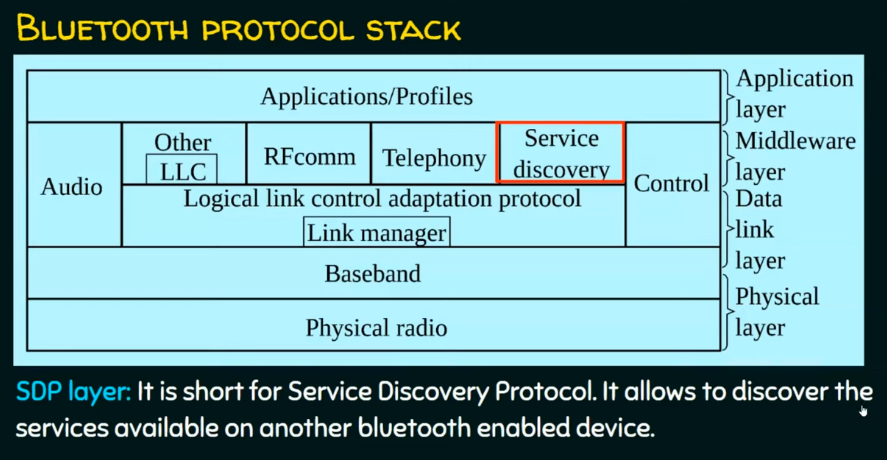 Bluetooth protocol stack
Applications/Profiles
Application
layer
Audio
Other
LLC
RFcomm
Telephony
Service
discovery
Control
Middleware
layer
Logical link control adaptation protocol
Link manager
Data
link
layer
Baseband
Physical radio
Physical
layer
SDP layer: It is short for Service Discovery Protocol. It allows to discover the
services available on another bluetooth enabled device.